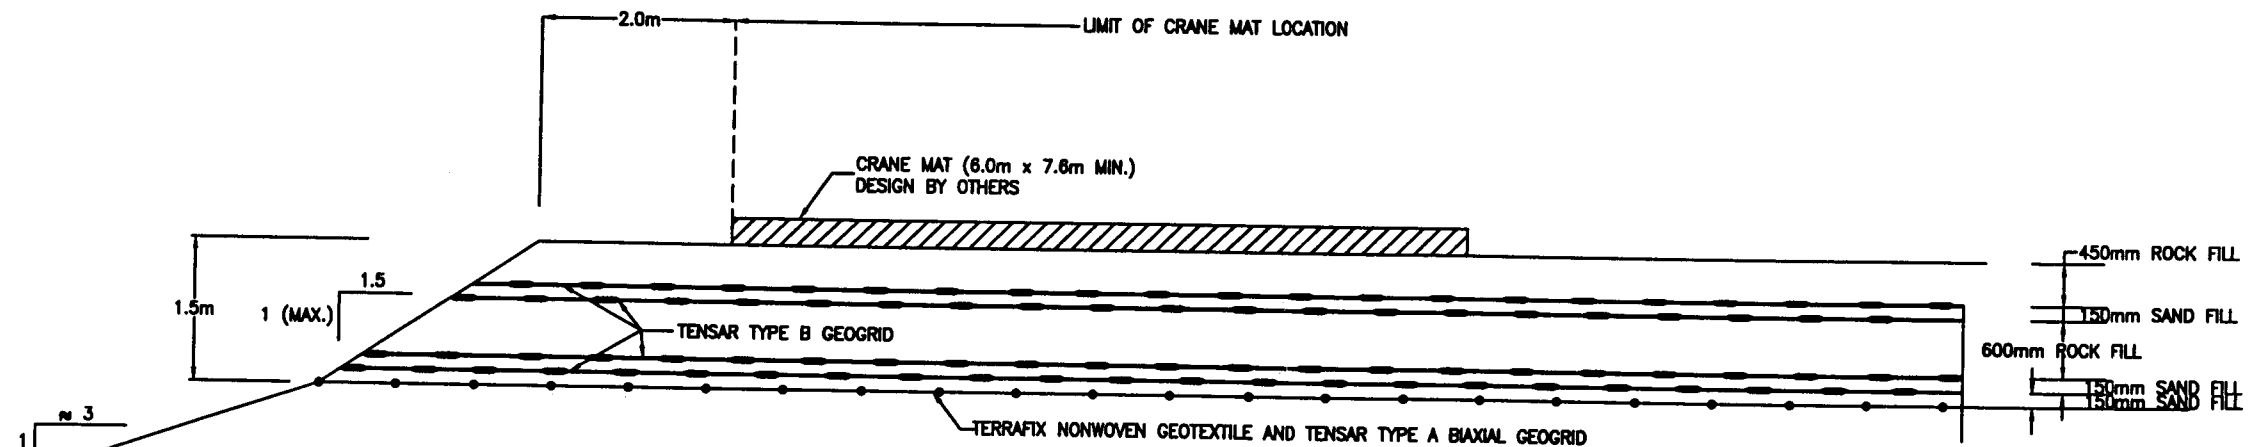 2.0m
LIMIT OF CRANE MAT LOCATION
CRANE MAT (6.0m x 7.6m MIN.)
DESIGN BY OTHERS
450mm ROCK FILL
1.5
1.5m
1 (MAX.)
150mm SAND FILL
TENSAR TYPE B GEOGRID
600mm ROCK FILL
150mm SAND FILL
150mm SAND FILL
≈ 3
1
TERRAFIX NONWOVEN GEOTEXTILE AND TENSAR TYPE A BIAXIAL GEOGRID